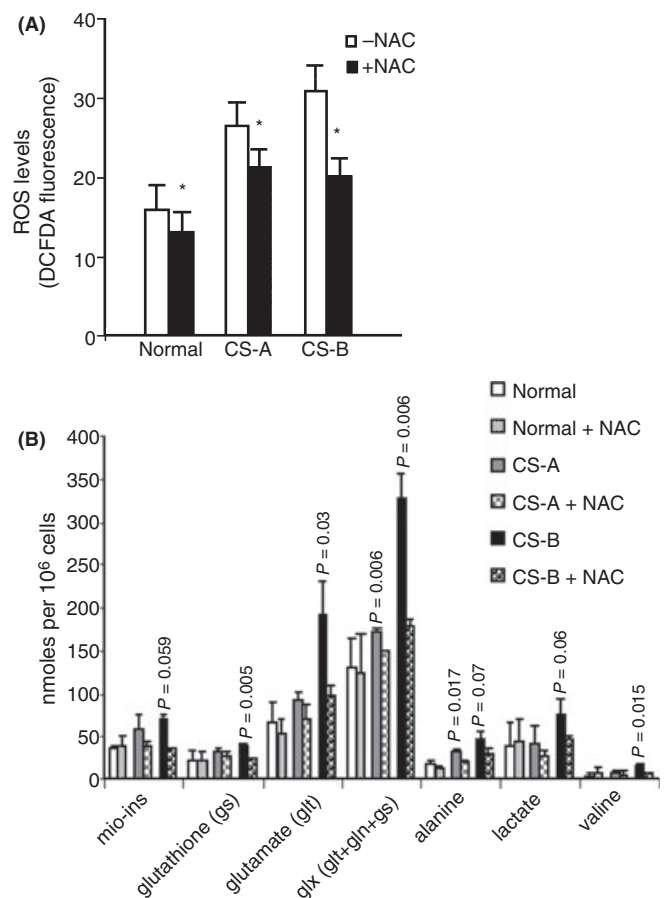 (A)
–NAC
+NAC
ROS levels
(DCFDA fluorescence)
40
30
20
10
0
*
*
*
Normal
CS-A
CS-B
(B)
Normal
Normal + NAC
CS-A
CS-A + NAC
CS-B
CS-B + NAC
nmoles per 10⁶ cells
400
350
300
250
200
150
100
50
0
P = 0.059
P = 0.005
P = 0.03
P = 0.006
P = 0.006
P = 0.017
P = 0.07
P = 0.06
P = 0.015
mio-ins
glutathione (gs)
glutamate (glt)
glx (glt+gln+gs)
alanine
lactate
valine